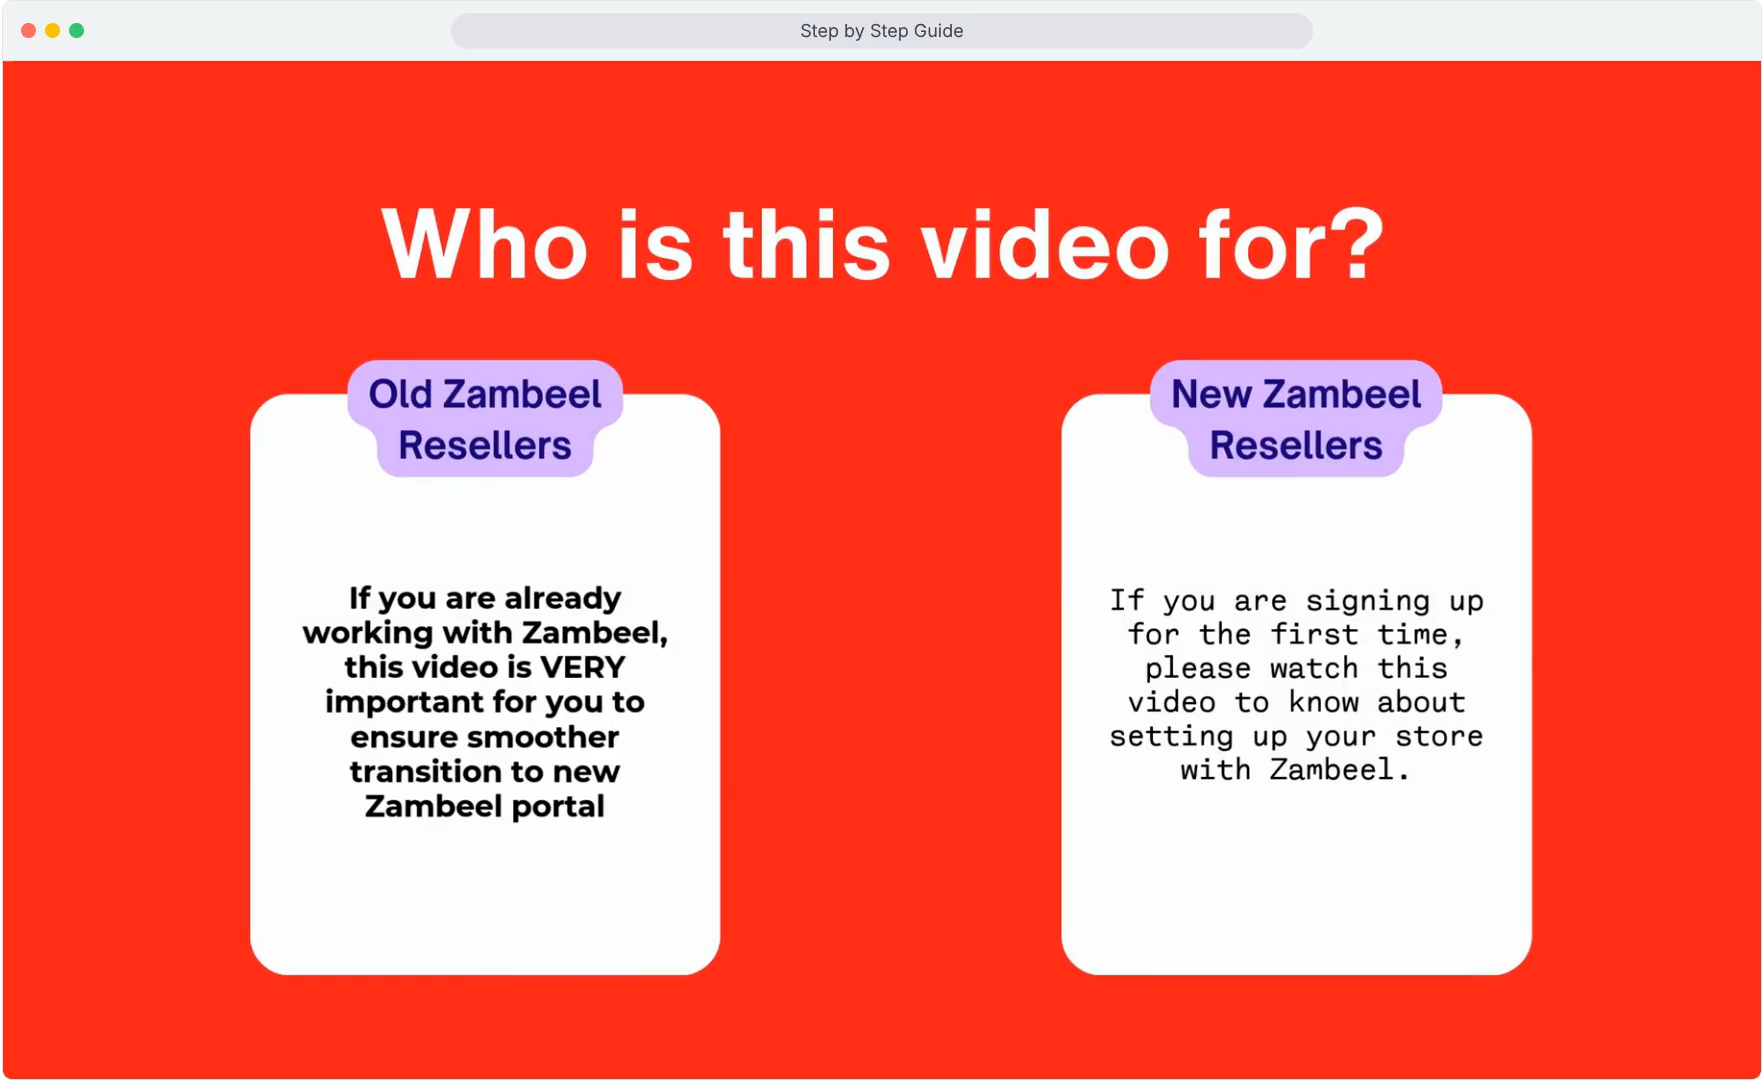 Step by Step Guide
Who is this video for?
Old Zambeel
Resellers
If you are already
working with Zambeel,
this video is VERY
important for you to
ensure smoother
transition to new
Zambeel portal
New Zambeel
Resellers
If you are signing up
for the first time,
please watch this
video to know about
setting up your store
with Zambeel.